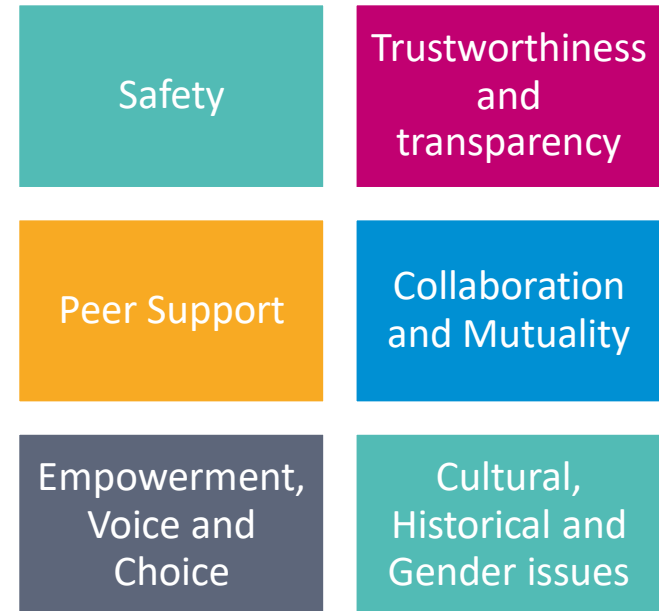 Safety
Trustworthiness
and
transparency
Peer Support
Collaboration
and Mutuality
Empowerment,
Voice and
Choice
Cultural,
Historical and
Gender issues